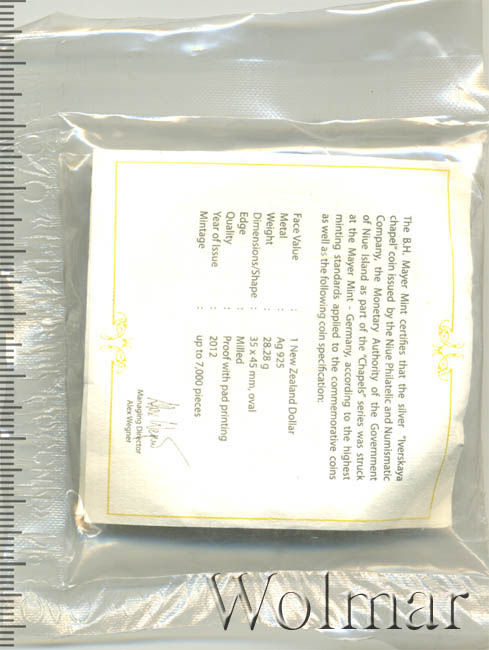 The B.H. Mayer Mint certifies that the silver "Iverskaya
chapel" coin issued by the Niue Philatelic and Numismatic
Company, the Monetary Authority of the Government
of Niue Island as part of the "Chapels" series was struck
at the Mayer Mint - Germany, according to the highest
minting standards applied to the commemorative coins
as well as the following coin specification:
Face Value : 1 New Zealand Dollar
Metal : Ag 925
Weight : 28.28 g
Dimensions/Shape : 35 x 45 mm, oval
Edge : Milled
Quality : Proof with pad printing
Year of Issue : 2012
Mintage : up to 7,000 pieces
Managing Director
Alex Wegner
Wolmar